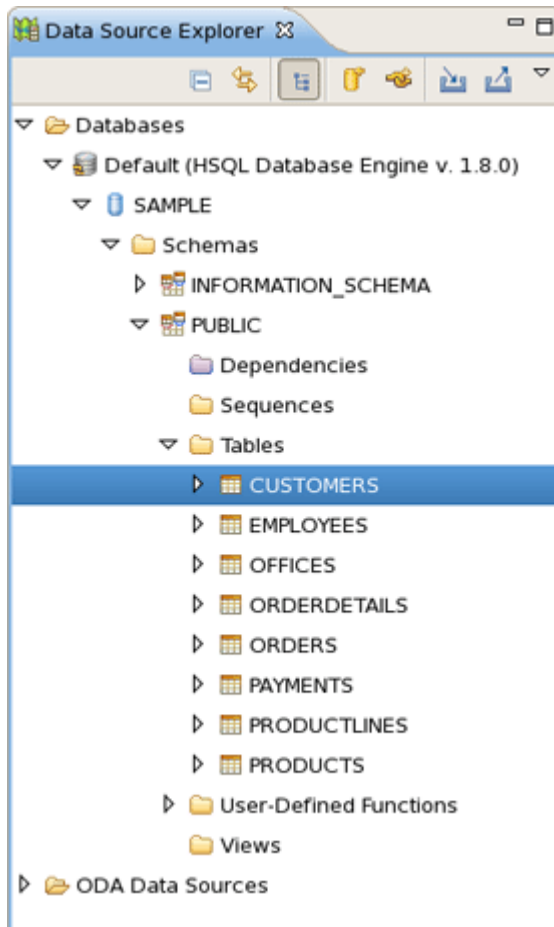 Data Source Explorer
Databases
Default (HSQL Database Engine v. 1.8.0)
SAMPLE
Schemas
INFORMATION_SCHEMA
PUBLIC
Dependencies
Sequences
Tables
CUSTOMERS
EMPLOYEES
OFFICES
ORDERDETAILS
ORDERS
PAYMENTS
PRODUCTLINES
PRODUCTS
User-Defined Functions
Views
ODA Data Sources